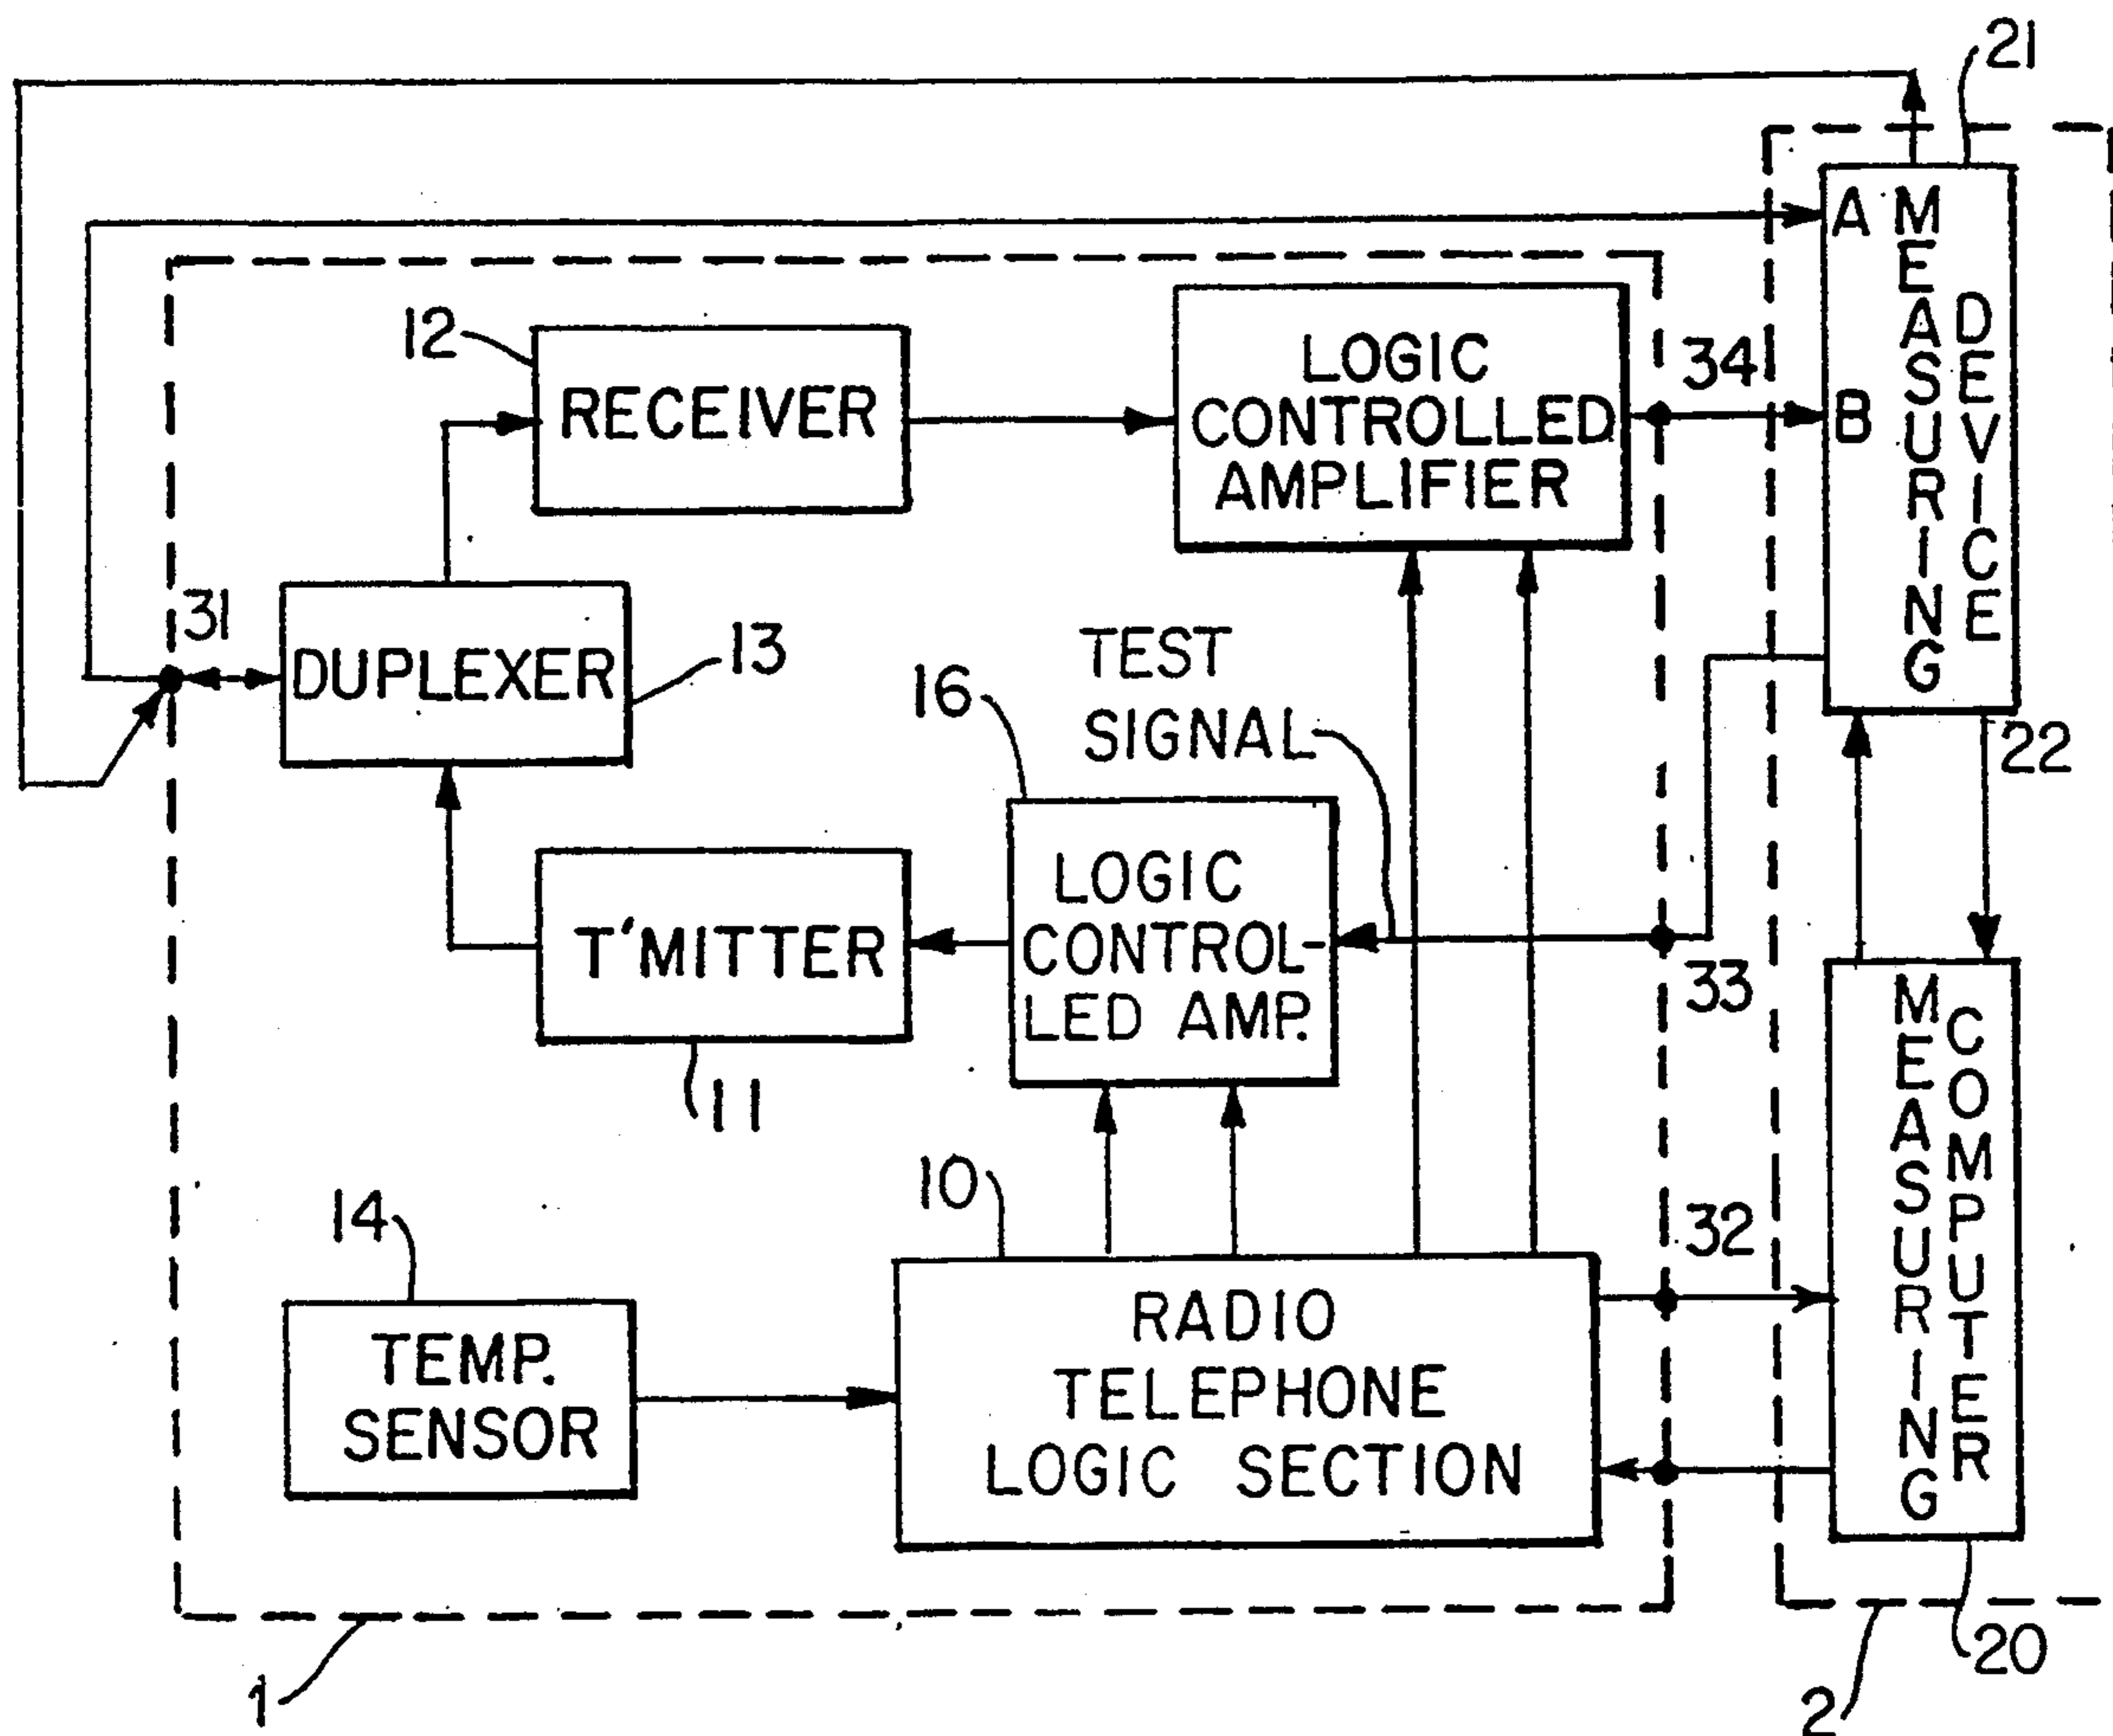 21
A
MEASURING
DEVICE
12
RECEIVER
LOGIC
CONTROLLED
AMPLIFIER
34
B
31
DUPLEXER
13
16
TEST
SIGNAL
22
T'MITTER
LOGIC
CONTROL-
LED AMP.
33
11
MEASURING
COMPUTER
10
14
32
TEMP.
SENSOR
RADIO
TELEPHONE
LOGIC SECTION
1
2
20